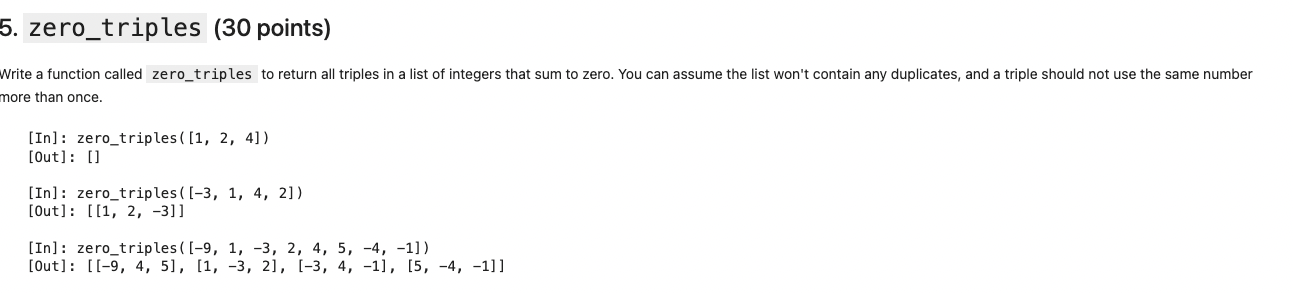 5. zero_triples (30 points)
Write a function called zero_triples to return all triples in a list of integers that sum to zero. You can assume the list won't contain any duplicates, and a triple should not use the same number
more than once.
[In]: zero_triples([1, 2, 4])
[Out]: []
[In]: zero_triples([-3, 1, 4, 2])
[Out]: [[1, 2, -3]]
[In]: zero_triples([-9, 1, -3, 2, 4, 5, -4, -1])
[Out]: [[-9, 4, 5], [1, -3, 2], [-3, 4, -1], [5, -4, -1]]